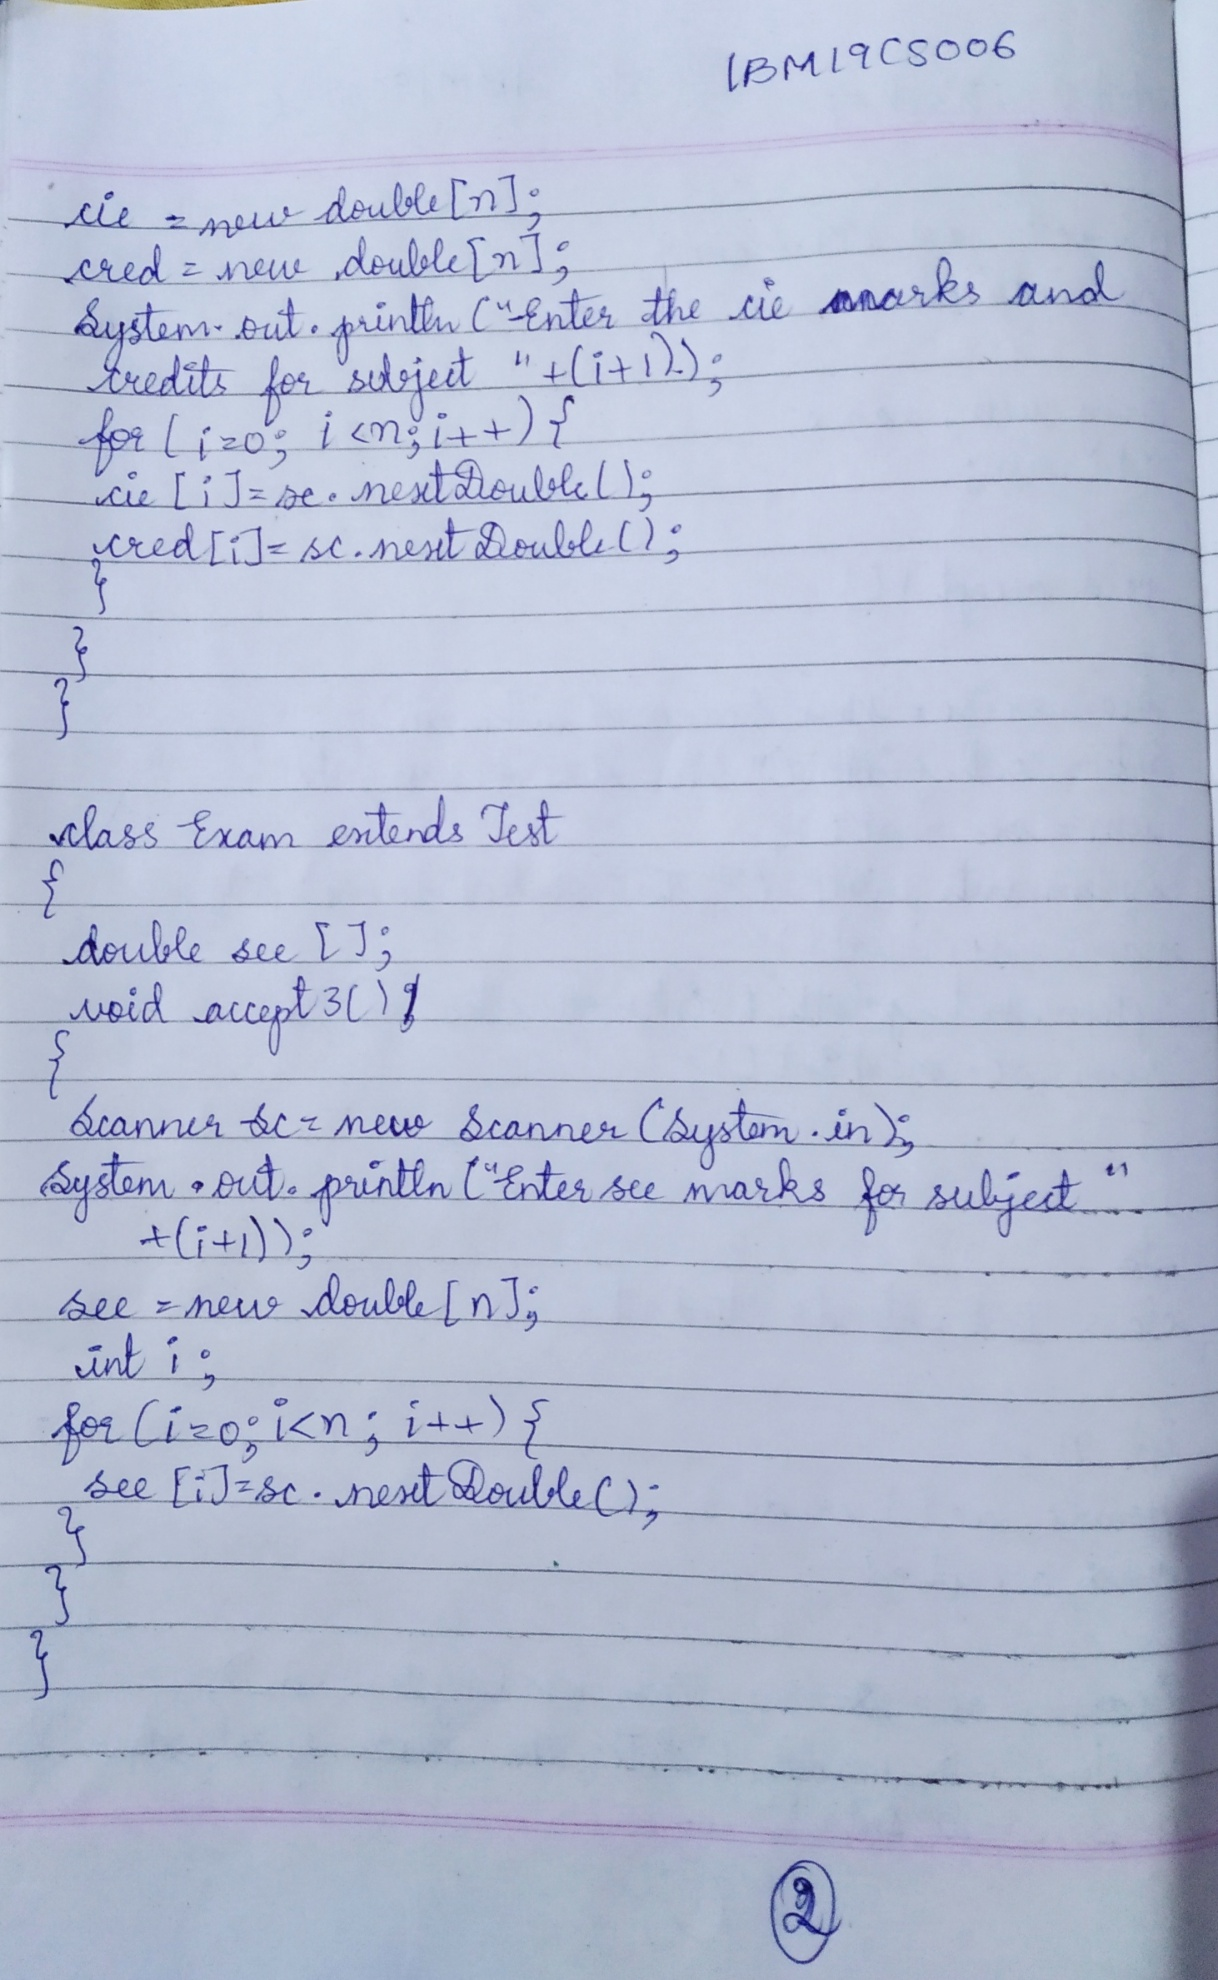 1BM19CS006
cie = new double[n];
cred = new double[n];
System.out.println("Enter the cie marks and
credits for subject "+(i+1));
for(i=0; i<n;i++){
cie [i]=sc.nextDouble();
cred[i]=sc.nextDouble();
}
}
}
class Exam extends Test
{
double see [];
void accept3()
{
Scanner sc= new Scanner(System.in);
System.out.println("Enter see marks for subject "
+(i+1));
see =new double[n];
int i;
for(i=0;i<n; i++){
see [i]=sc.nextDouble();
}
}
}
2